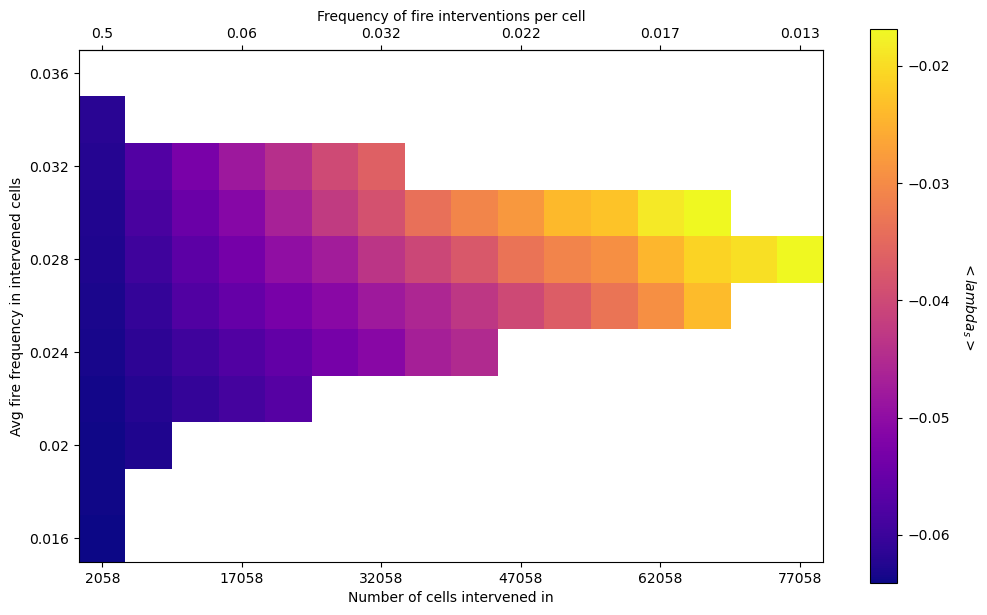 Frequency of fire interventions per cell
0.5 0.06 0.032 0.022 0.017 0.013
Avg fire frequency in intervened cells
0.036
0.032
0.028
0.024
0.02
0.016
2058 17058 32058 47058 62058 77058
Number of cells intervened in
−0.02
−0.03
−0.04
−0.05
−0.06
< lambda_s >